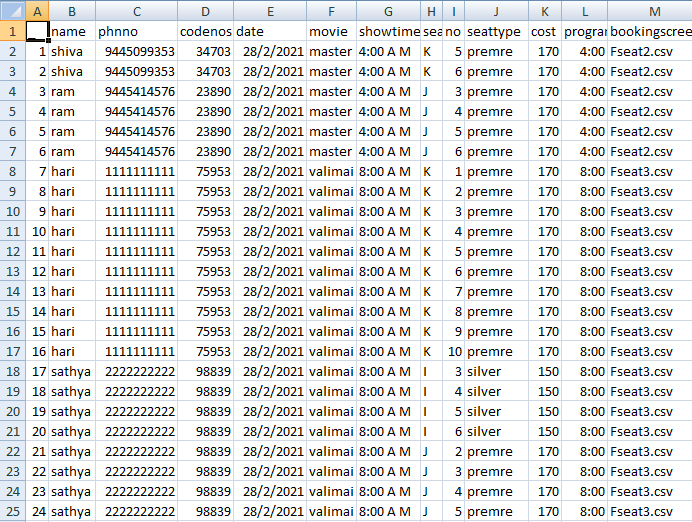 A B C D E F G H I J K L M
1 name phnno codenos date movie showtime sea no seattype cost program bookingscree
2 1 shiva 9445099353 34703 28/2/2021 master 4:00 A M K 5 premre 170 4:00 Fseat2.csv
3 2 shiva 9445099353 34703 28/2/2021 master 4:00 A M K 6 premre 170 4:00 Fseat2.csv
4 3 ram 9445414576 23890 28/2/2021 master 4:00 A M J 3 premre 170 4:00 Fseat2.csv
5 4 ram 9445414576 23890 28/2/2021 master 4:00 A M J 4 premre 170 4:00 Fseat2.csv
6 5 ram 9445414576 23890 28/2/2021 master 4:00 A M J 5 premre 170 4:00 Fseat2.csv
7 6 ram 9445414576 23890 28/2/2021 master 4:00 A M J 6 premre 170 4:00 Fseat2.csv
8 7 hari 1111111111 75953 28/2/2021 valimai 8:00 A M K 1 premre 170 8:00 Fseat3.csv
9 8 hari 1111111111 75953 28/2/2021 valimai 8:00 A M K 2 premre 170 8:00 Fseat3.csv
10 9 hari 1111111111 75953 28/2/2021 valimai 8:00 A M K 3 premre 170 8:00 Fseat3.csv
11 10 hari 1111111111 75953 28/2/2021 valimai 8:00 A M K 4 premre 170 8:00 Fseat3.csv
12 11 hari 1111111111 75953 28/2/2021 valimai 8:00 A M K 5 premre 170 8:00 Fseat3.csv
13 12 hari 1111111111 75953 28/2/2021 valimai 8:00 A M K 6 premre 170 8:00 Fseat3.csv
14 13 hari 1111111111 75953 28/2/2021 valimai 8:00 A M K 7 premre 170 8:00 Fseat3.csv
15 14 hari 1111111111 75953 28/2/2021 valimai 8:00 A M K 8 premre 170 8:00 Fseat3.csv
16 15 hari 1111111111 75953 28/2/2021 valimai 8:00 A M K 9 premre 170 8:00 Fseat3.csv
17 16 hari 1111111111 75953 28/2/2021 valimai 8:00 A M K 10 premre 170 8:00 Fseat3.csv
18 17 sathya 2222222222 98839 28/2/2021 valimai 8:00 A M I 3 silver 150 8:00 Fseat3.csv
19 18 sathya 2222222222 98839 28/2/2021 valimai 8:00 A M I 4 silver 150 8:00 Fseat3.csv
20 19 sathya 2222222222 98839 28/2/2021 valimai 8:00 A M I 5 silver 150 8:00 Fseat3.csv
21 20 sathya 2222222222 98839 28/2/2021 valimai 8:00 A M I 6 silver 150 8:00 Fseat3.csv
22 21 sathya 2222222222 98839 28/2/2021 valimai 8:00 A M J 2 premre 170 8:00 Fseat3.csv
23 22 sathya 2222222222 98839 28/2/2021 valimai 8:00 A M J 3 premre 170 8:00 Fseat3.csv
24 23 sathya 2222222222 98839 28/2/2021 valimai 8:00 A M J 4 premre 170 8:00 Fseat3.csv
25 24 sathya 2222222222 98839 28/2/2021 valimai 8:00 A M J 5 premre 170 8:00 Fseat3.csv